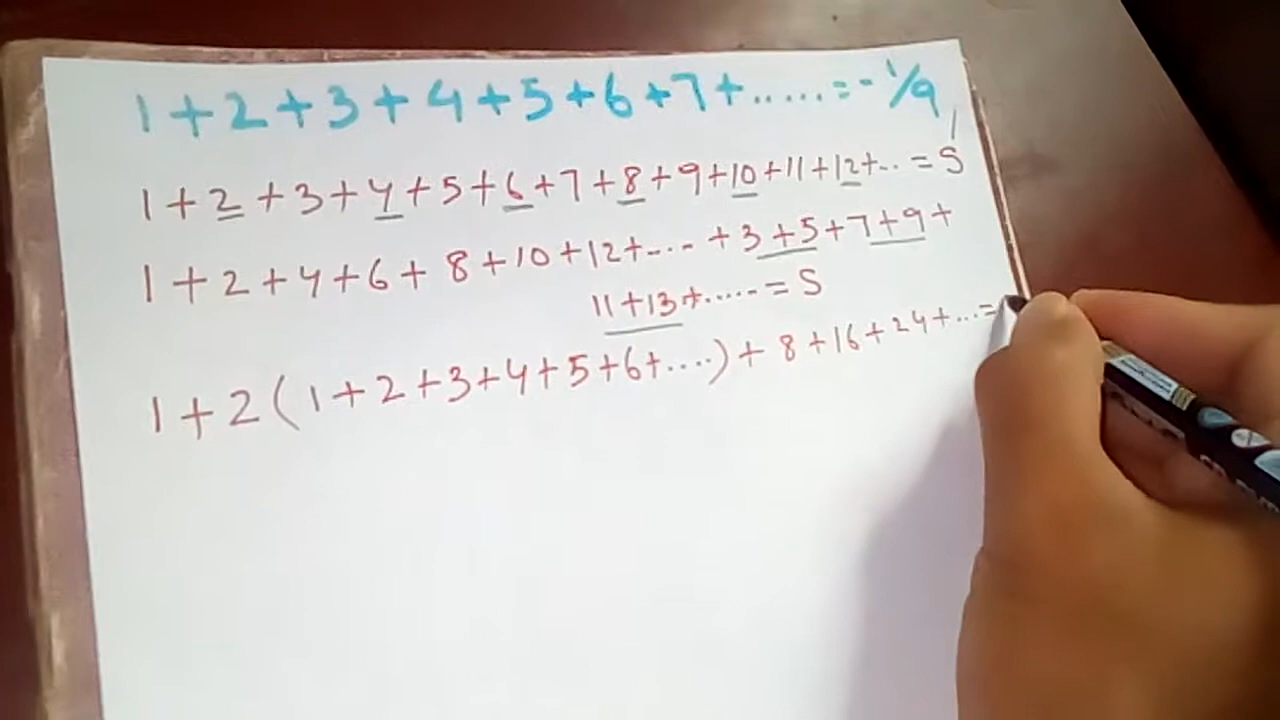 1 + 2 + 3 + 4 + 5 + 6 + 7 + ..... = - 1/9
1 + 2 + 3 + 4 + 5 + 6 + 7 + 8 + 9 + 10 + 11 + 12 + ... = S
1 + 2 + 4 + 6 + 8 + 10 + 12 + .... + 3 + 5 + 7 + 9 +
11 + 13 + ..... = S
1 + 2 ( 1 + 2 + 3 + 4 + 5 + 6 + .... ) + 8 + 16 + 24 + ... =